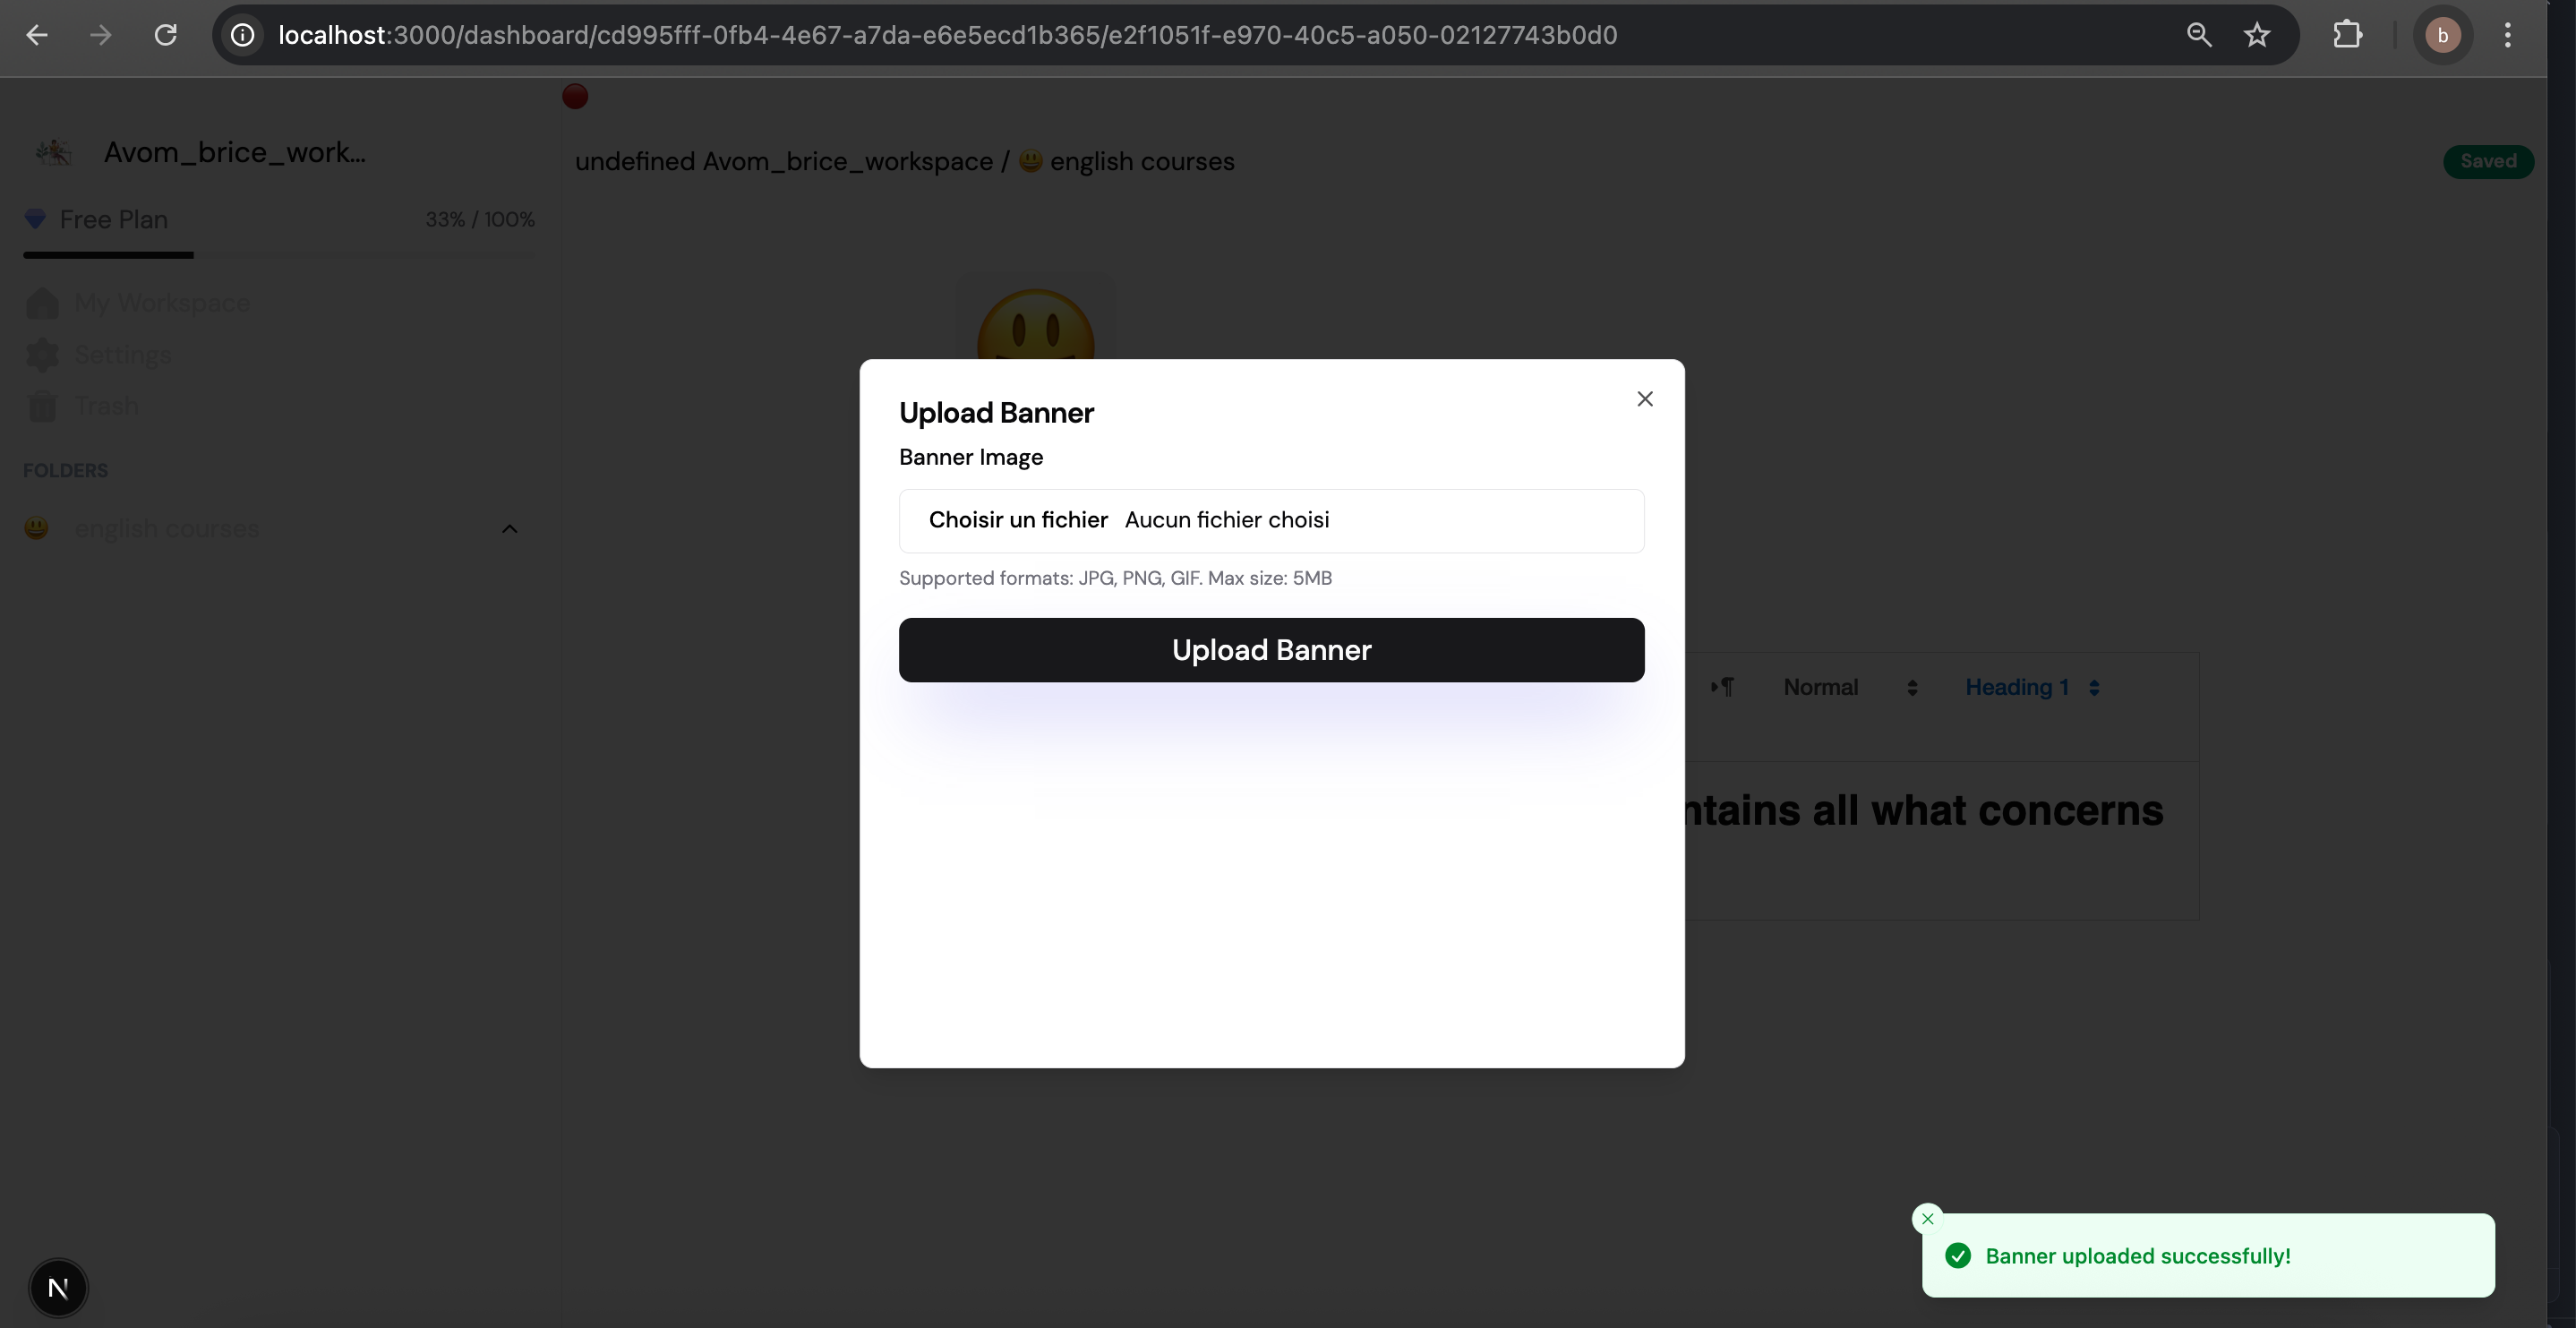 localhost:3000/dashboard/cd995fff-0fb4-4e67-a7da-e6e5ecd1b365/e2f1051f-e970-40c5-a050-02127743b0d0
b
Avom_brice_work...
undefined Avom_brice_workspace / 😃 english courses
Saved
Free Plan
33% / 100%
My Workspace
Settings
Trash
FOLDERS
english courses
Upload Banner
Banner Image
Choisir un fichier Aucun fichier choisi
Supported formats: JPG, PNG, GIF. Max size: 5MB
Upload Banner
Normal
Heading 1
ntains all what concerns
Banner uploaded successfully!
N